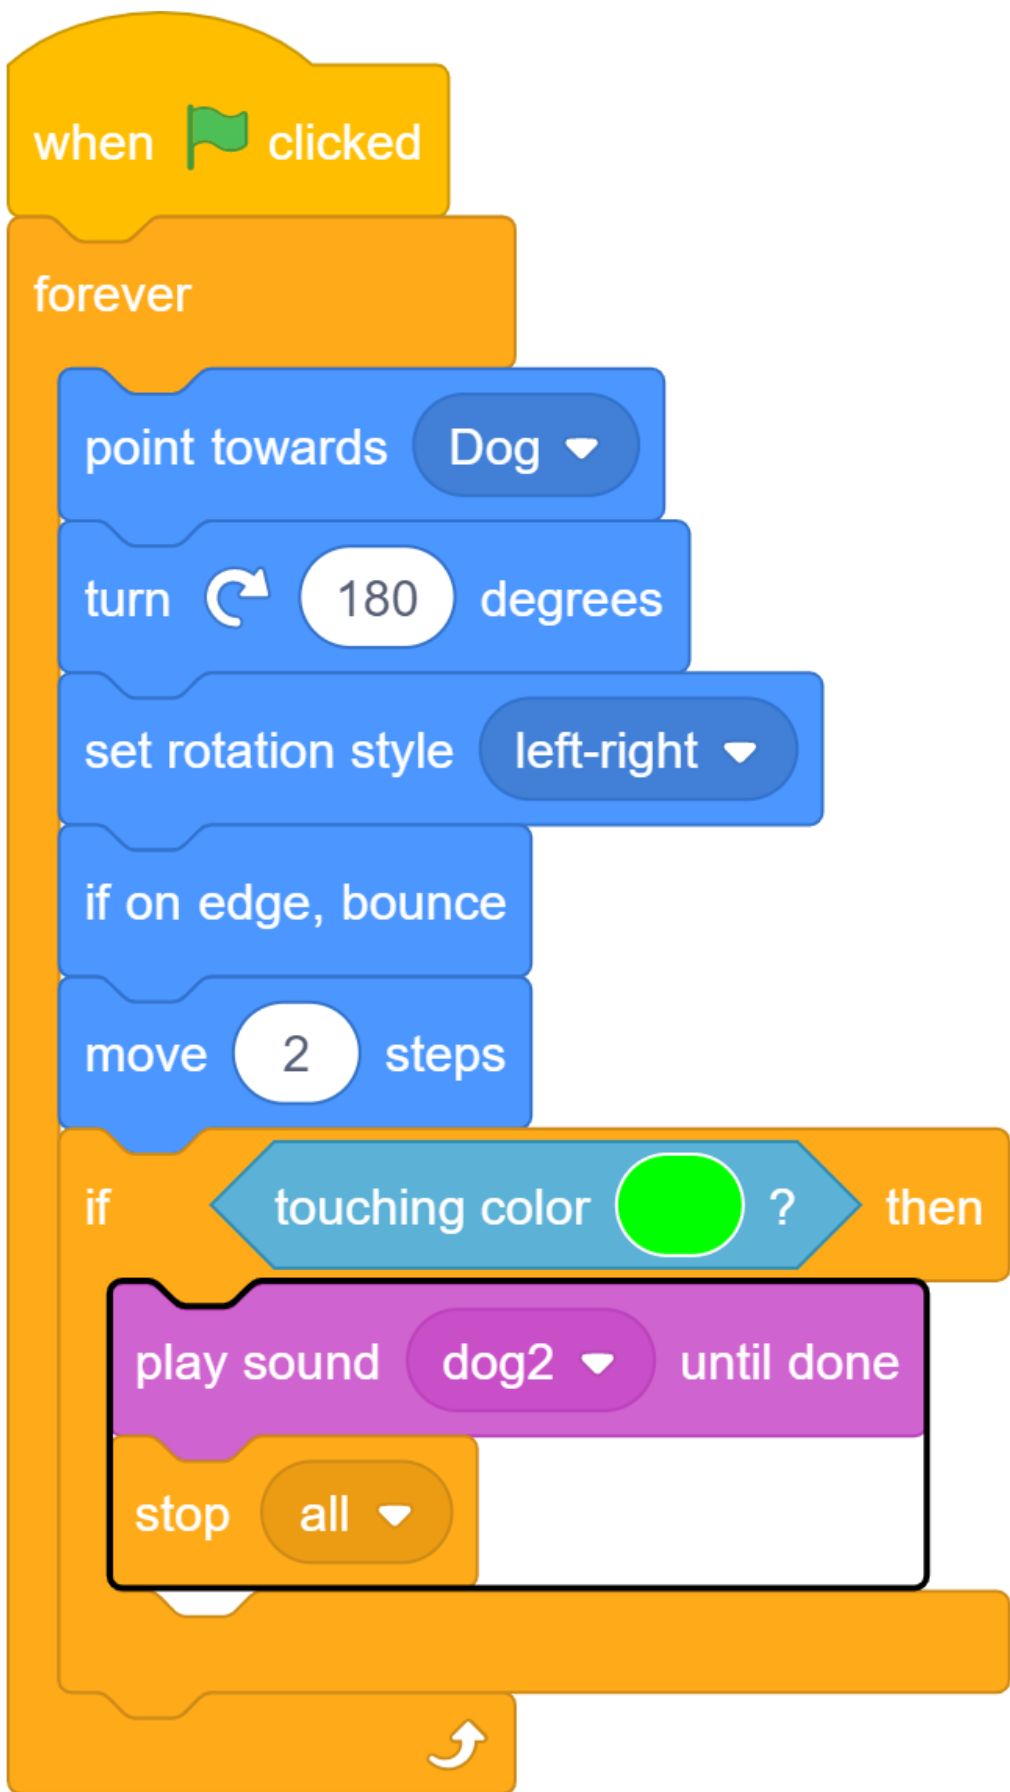 when clicked
forever
point towards Dog
turn 180 degrees
set rotation style left-right
if on edge, bounce
move 2 steps
if touching color ? then
play sound dog2 until done
stop all